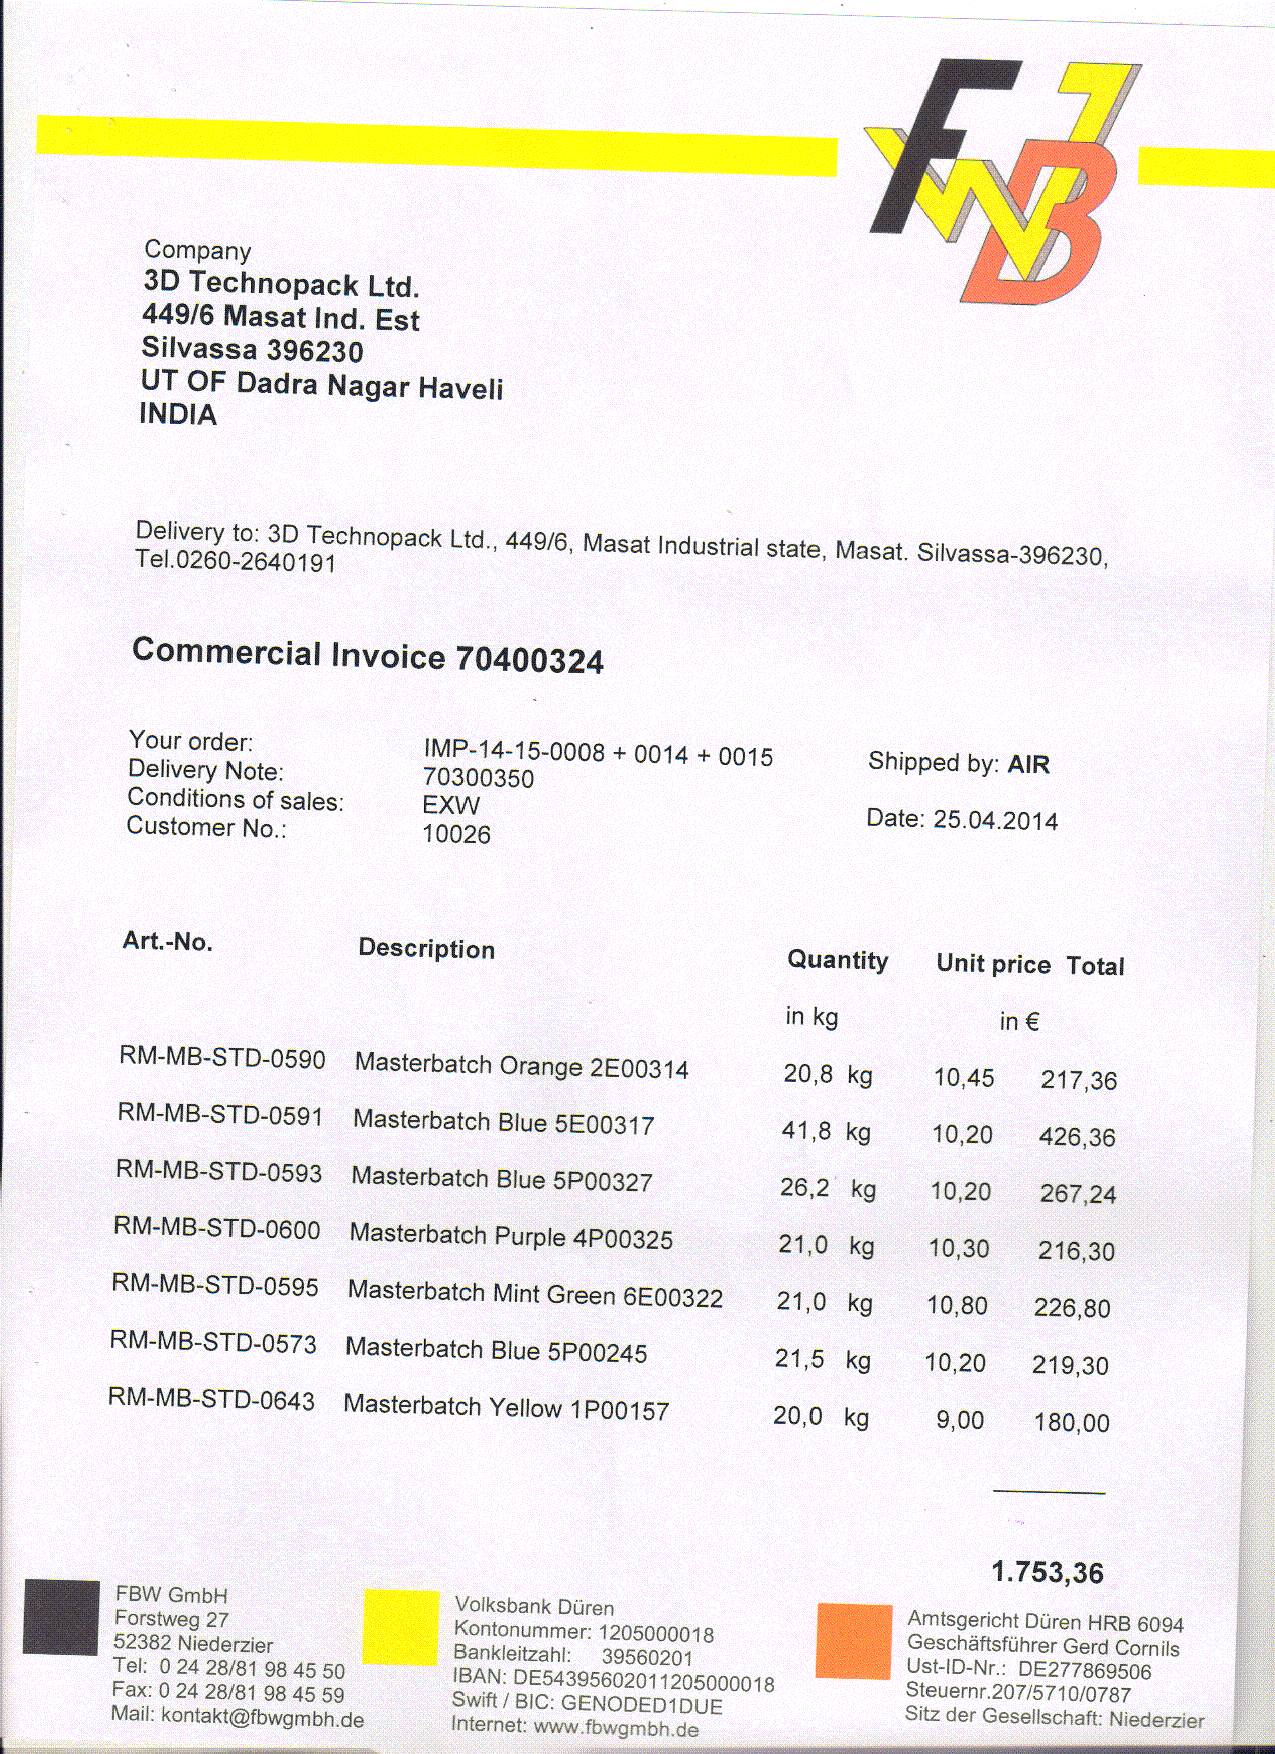 FWB
Company
3D Technopack Ltd.
449/6 Masat Ind. Est
Silvassa 396230
UT OF Dadra Nagar Haveli
INDIA
Delivery to: 3D Technopack Ltd., 449/6, Masat Industrial state, Masat. Silvassa-396230,
Tel.0260-2640191
Commercial Invoice 70400324
Your order: IMP-14-15-0008 + 0014 + 0015 Shipped by: AIR
Delivery Note: 70300350
Conditions of sales: EXW Date: 25.04.2014
Customer No.: 10026
Art.-No. Description Quantity Unit price Total
in kg in €
RM-MB-STD-0590 Masterbatch Orange 2E00314 20,8 kg 10,45 217,36
RM-MB-STD-0591 Masterbatch Blue 5E00317 41,8 kg 10,20 426,36
RM-MB-STD-0593 Masterbatch Blue 5P00327 26,2 kg 10,20 267,24
RM-MB-STD-0600 Masterbatch Purple 4P00325 21,0 kg 10,30 216,30
RM-MB-STD-0595 Masterbatch Mint Green 6E00322 21,0 kg 10,80 226,80
RM-MB-STD-0573 Masterbatch Blue 5P00245 21,5 kg 10,20 219,30
RM-MB-STD-0643 Masterbatch Yellow 1P00157 20,0 kg 9,00 180,00
1.753,36
FBW GmbH
Forstweg 27
52382 Niederzier
Tel: 0 24 28/81 98 45 50
Fax: 0 24 28/81 98 45 59
Mail: kontakt@fbwgmbh.de
Volksbank Düren
Kontonummer: 1205000018
Bankleitzahl: 39560201
IBAN: DE54395602011205000018
Swift / BIC: GENODED1DUE
Internet: www.fbwgmbh.de
Amtsgericht Düren HRB 6094
Geschäftsführer Gerd Cornils
Ust-ID-Nr.: DE277869506
Steuernr.207/5710/0787
Sitz der Gesellschaft: Niederzier